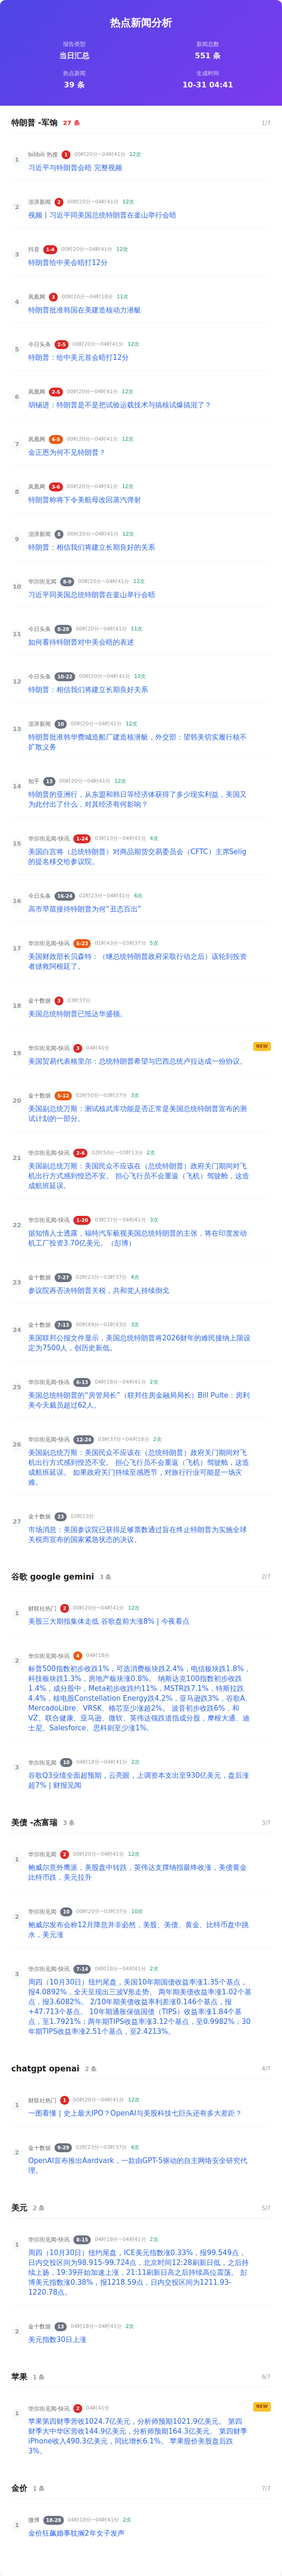 热点新闻分析
报告类型
当日汇总
新闻总数
551 条
热点新闻
39 条
生成时间
10-31 04:41
特朗普 -军饷 27 条 1/7
1
bilibili 热搜 1 00时20分~04时41分 12次
习近平与特朗普会晤 完整视频
2
澎湃新闻 2 00时20分~04时41分 12次
视频丨习近平同美国总统特朗普在釜山举行会晤
3
抖音 1-4 00时20分~04时41分 12次
特朗普给中美会晤打12分
4
凤凰网 3 00时20分~04时18分 11次
特朗普批准韩国在美建造核动力潜艇
5
今日头条 2-5 00时20分~04时41分 12次
特朗普：给中美元首会晤打12分
6
凤凰网 2-5 00时20分~04时41分 12次
胡锡进：特朗普是不是把试验运载技术与搞核试爆搞混了？
7
凤凰网 4-5 00时20分~04时41分 12次
金正恩为何不见特朗普？
8
凤凰网 3-6 00时20分~04时41分 12次
特朗普称将下令美航母改回蒸汽弹射
9
澎湃新闻 8 00时20分~04时41分 12次
特朗普：相信我们将建立长期良好的关系
10
华尔街见闻 8-9 00时20分~04时41分 12次
习近平同美国总统特朗普在釜山举行会晤
11
今日头条 8-28 00时20分~04时41分 11次
如何看待特朗普对中美会晤的表述
12
今日头条 10-22 00时20分~04时41分 12次
特朗普：相信我们将建立长期良好关系
13
澎湃新闻 10 00时20分~04时41分 12次
特朗普批准韩华费城造船厂建造核潜艇，外交部：望韩美切实履行核不
扩散义务
14
知乎 13 00时20分~04时41分 12次
特朗普的亚洲行，从东盟和韩日等经济体获得了多少现实利益，美国又
为此付出了什么，对其经济有何影响？
15
华尔街见闻-快讯 1-24 03时13分~04时41分 4次
美国白宫将（总统特朗普）对商品期货交易委员会（CFTC）主席Selig
的提名移交给参议院。
16
今日头条 16-24 02时23分~04时41分 6次
高市早苗接待特朗普为何“丑态百出”
17
华尔街见闻-快讯 5-23 01时43分~03时37分 5次
美国财政部长贝森特：（继总统特朗普政府采取行动之后）该轮到投资
者拯救阿根廷了。
18
金十数据 3 03时37分
美国总统特朗普已抵达华盛顿。
19
华尔街见闻-快讯 3 04时41分 NEW
美国贸易代表格里尔：总统特朗普希望与巴西总统卢拉达成一份协议。
20
金十数据 5-12 02时50分~03时37分 3次
美国副总统万斯：测试核武库功能是否正常是美国总统特朗普宣布的测
试计划的一部分。
21
华尔街见闻-快讯 2-6 02时50分~03时13分 2次
美国副总统万斯：美国民众不应该在（总统特朗普）政府关门期间对飞
机出行方式感到惶恐不安。 担心飞行员不会重返（飞机）驾驶舱，这造
成航班延误。
22
华尔街见闻-快讯 1-20 03时37分~04时41分 3次
据知情人士透露，福特汽车藐视美国总统特朗普的主张，将在印度发动
机工厂投资3.70亿美元。（彭博）
23
金十数据 7-27 02时23分~03时37分 4次
参议院再否决特朗普关税，共和党人持续倒戈
24
金十数据 7-13 00时49分~01时43分 3次
美国联邦公报文件显示，美国总统特朗普将2026财年的难民接纳上限设
定为7500人，创历史新低。
25
华尔街见闻-快讯 6-13 04时18分~04时41分 2次
美国总统特朗普的“房管局长”（联邦住房金融局局长）Bill Pulte：房利
美今天裁员超过62人。
26
华尔街见闻-快讯 12-24 03时37分~04时18分 2次
美国副总统万斯：美国民众不应该在（总统特朗普）政府关门期间对飞
机出行方式感到惶恐不安。 担心飞行员不会重返（飞机）驾驶舱，这造
成航班延误。 如果政府关门持续至感恩节，对旅行行业可能是一场灾
难。
27
金十数据 23 02时23分
市场消息：美国参议院已获得足够票数通过旨在终止特朗普为实施全球
关税而宣布的国家紧急状态的决议。
谷歌 google gemini 3 条 2/7
1
财联社热门 2 00时20分~04时41分 12次
美股三大期指集体走低 谷歌盘前大涨8% | 今夜看点
2
华尔街见闻-快讯 4 04时18分
标普500指数初步收跌1%，可选消费板块跌2.4%，电信板块跌1.8%，
科技板块跌1.3%，房地产板块涨0.8%。 纳斯达克100指数初步收跌
1.4%，成分股中，Meta初步收跌约11%，MSTR跌7.1%，特斯拉跌
4.4%，核电股Constellation Energy跌4.2%，亚马逊跌3%，谷歌A、
MercadoLibre、VRSK、格芯至少涨超2%。 波音初步收跌6%，和
VZ、联合健康、亚马逊、微软、英伟达领跌道指成分股，摩根大通、迪
士尼、Salesforce、思科则至少涨1%。
3
华尔街见闻 10 04时18分~04时41分 2次
谷歌Q3业绩全面超预期，云亮眼，上调资本支出至930亿美元，盘后涨
超7% | 财报见闻
美债 -杰富瑞 3 条 3/7
1
华尔街见闻 2 00时20分~04时41分 12次
鲍威尔意外鹰派，美股盘中转跌，英伟达支撑纳指最终收涨，美债黄金
比特币跌，美元拉升
2
华尔街见闻 10 00时20分~03时37分 10次
鲍威尔发布会称12月降息并非必然，美股、美债、黄金、比特币盘中跳
水，美元涨
3
华尔街见闻-快讯 7-14 04时18分~04时41分 2次
周四（10月30日）纽约尾盘，美国10年期国债收益率涨1.35个基点，
报4.0892%，全天呈现出三波V形走势。 两年期美债收益率涨1.02个基
点，报3.6082%。 2/10年期美债收益率利差涨0.146个基点，报
+47.713个基点。 10年期通胀保值国债（TIPS）收益率涨1.84个基
点，至1.7921%；两年期TIPS收益率涨3.12个基点，至0.9982%；30
年期TIPS收益率涨2.51个基点，至2.4213%。
chatgpt openai 2 条 4/7
1
财联社热门 1 00时20分~04时41分 12次
一图看懂 | 史上最大IPO？OpenAI与美股科技七巨头还有多大差距？
2
金十数据 9-29 02时23分~03时37分 4次
OpenAI宣布推出Aardvark，一款由GPT-5驱动的自主网络安全研究代
理。
美元 2 条 5/7
1
华尔街见闻-快讯 8-15 04时18分~04时41分 2次
周四（10月30日）纽约尾盘，ICE美元指数涨0.33%，报99.549点，
日内交投区间为98.915-99.724点，北京时间12:28刷新日低，之后持
续上扬，19:39开始加速上涨，21:11刷新日高之后持续高位震荡。 彭
博美元指数涨0.38%，报1218.59点，日内交投区间为1211.93-
1220.78点。
2
金十数据 13 04时18分~04时41分 2次
美元指数30日上涨
苹果 1 条 6/7
1
华尔街见闻-快讯 2 04时41分 NEW
苹果第四财季营收1024.7亿美元，分析师预期1021.9亿美元。 第四
财季大中华区营收144.9亿美元，分析师预期164.3亿美元。 第四财季
iPhone收入490.3亿美元，同比增长6.1%。 苹果股价美股盘后跌
3%。
金价 1 条 7/7
1
微博 18-28 04时18分~04时41分 2次
金价狂飙婚事耽搁2年女子发声